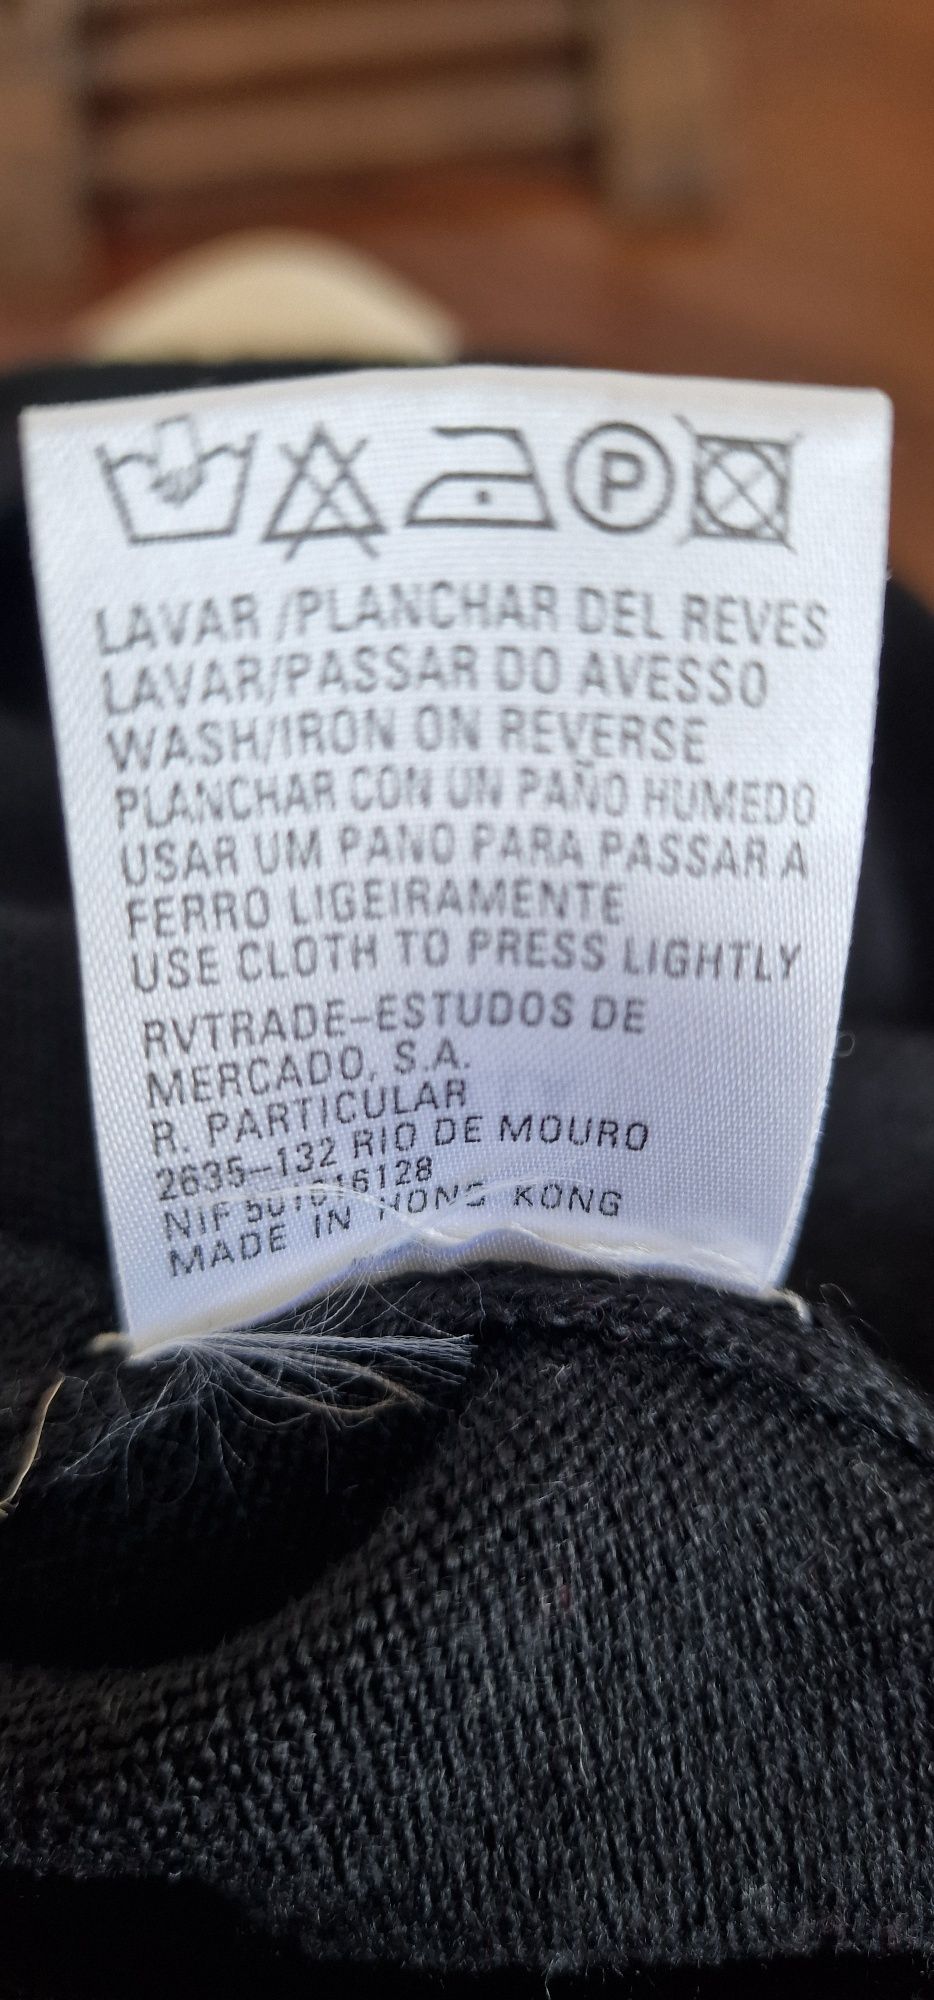 P
LAVAR /PLANCHAR DEL REVES
LAVAR/PASSAR DO AVESSO
WASH/IRON ON REVERSE
PLANCHAR CON UN PAÑO HUMEDO
USAR UM PANO PARA PASSAR A
FERRO LIGEIRAMENTE
USE CLOTH TO PRESS LIGHTLY
RVTRADE-ESTUDOS DE
MERCADO, S.A.
R. PARTICULAR
2635-132 RIO DE MOURO
NIF
MADE IN HONG KONG